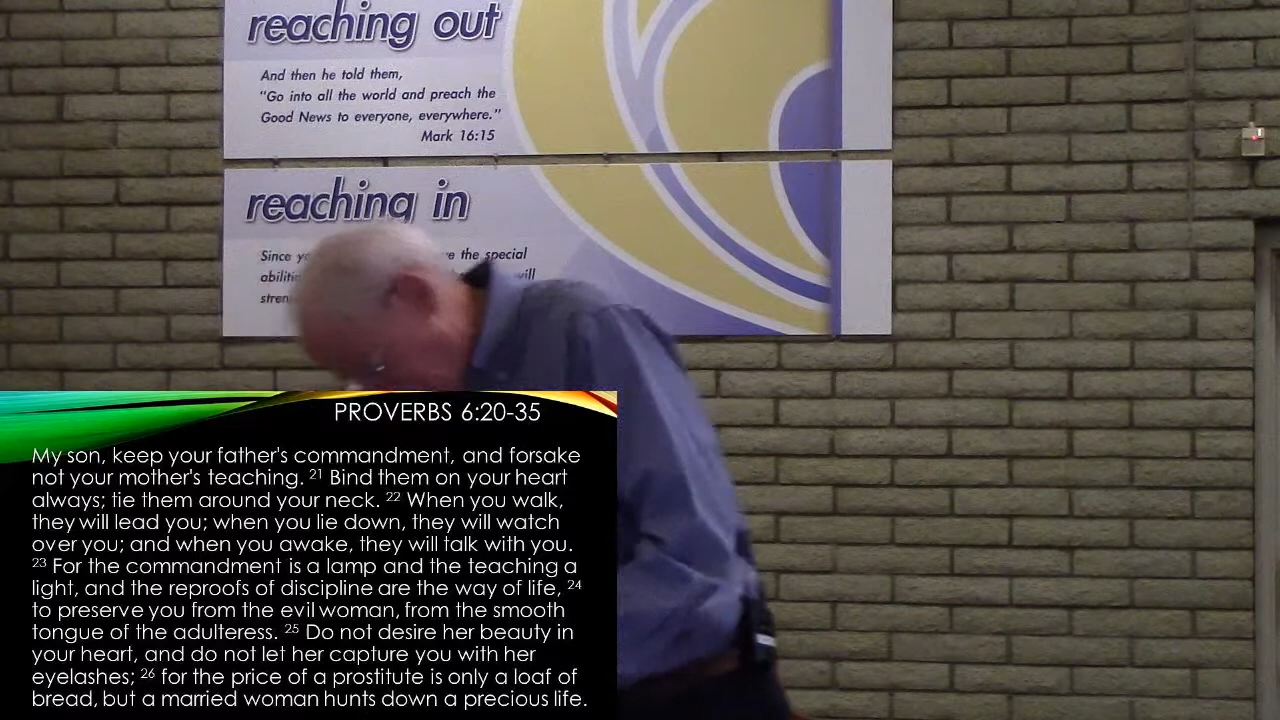 reaching out
And then he told them,
"Go into all the world and preach the
Good News to everyone, everywhere."
Mark 16:15
reaching in
Since the special
will
PROVERBS 6:20-35
My son, keep your father's commandment, and forsake
not your mother's teaching. 21 Bind them on your heart
always; tie them around your neck. 22 When you walk,
they will lead you; when you lie down, they will watch
over you; and when you awake, they will talk with you.
23 For the commandment is a lamp and the teaching a
light, and the reproofs of discipline are the way of life, 24
to preserve you from the evil woman, from the smooth
tongue of the adulteress. 25 Do not desire her beauty in
your heart, and do not let her capture you with her
eyelashes; 26 for the price of a prostitute is only a loaf of
bread, but a married woman hunts down a precious life.